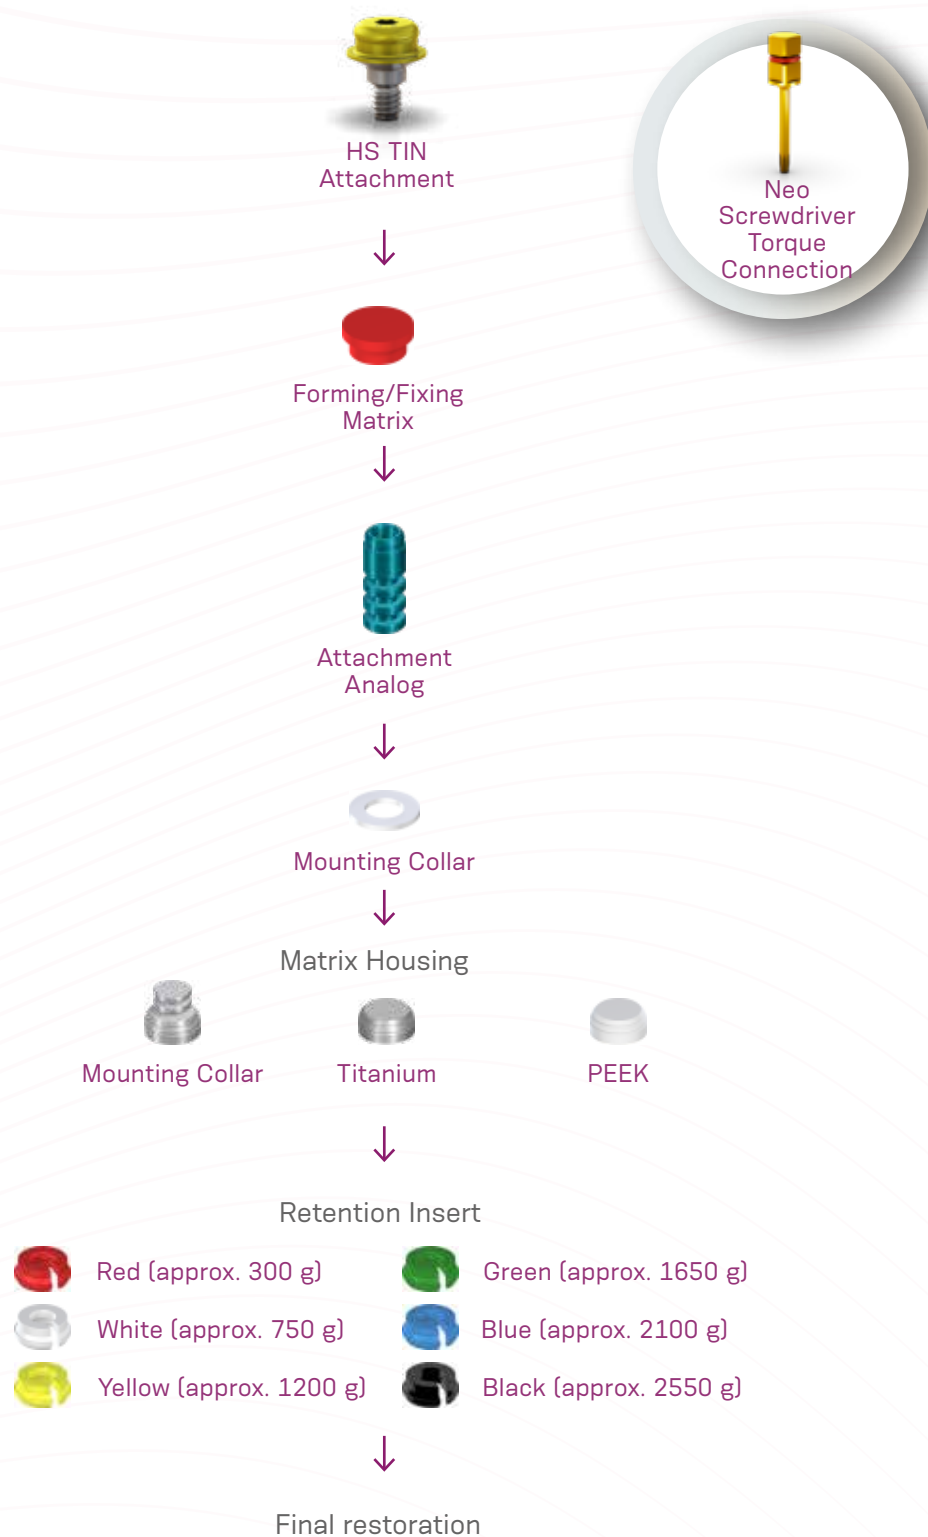 HS TIN
Attachment
Neo
Screwdriver
Torque
Connection
Forming/Fixing
Matrix
Attachment
Analog
Mounting Collar
Matrix Housing
Mounting Collar
Titanium
PEEK
Retention Insert
Red (approx. 300 g)
Green (approx. 1650 g)
White (approx. 750 g)
Blue (approx. 2100 g)
Yellow (approx. 1200 g)
Black (approx. 2550 g)
Final restoration